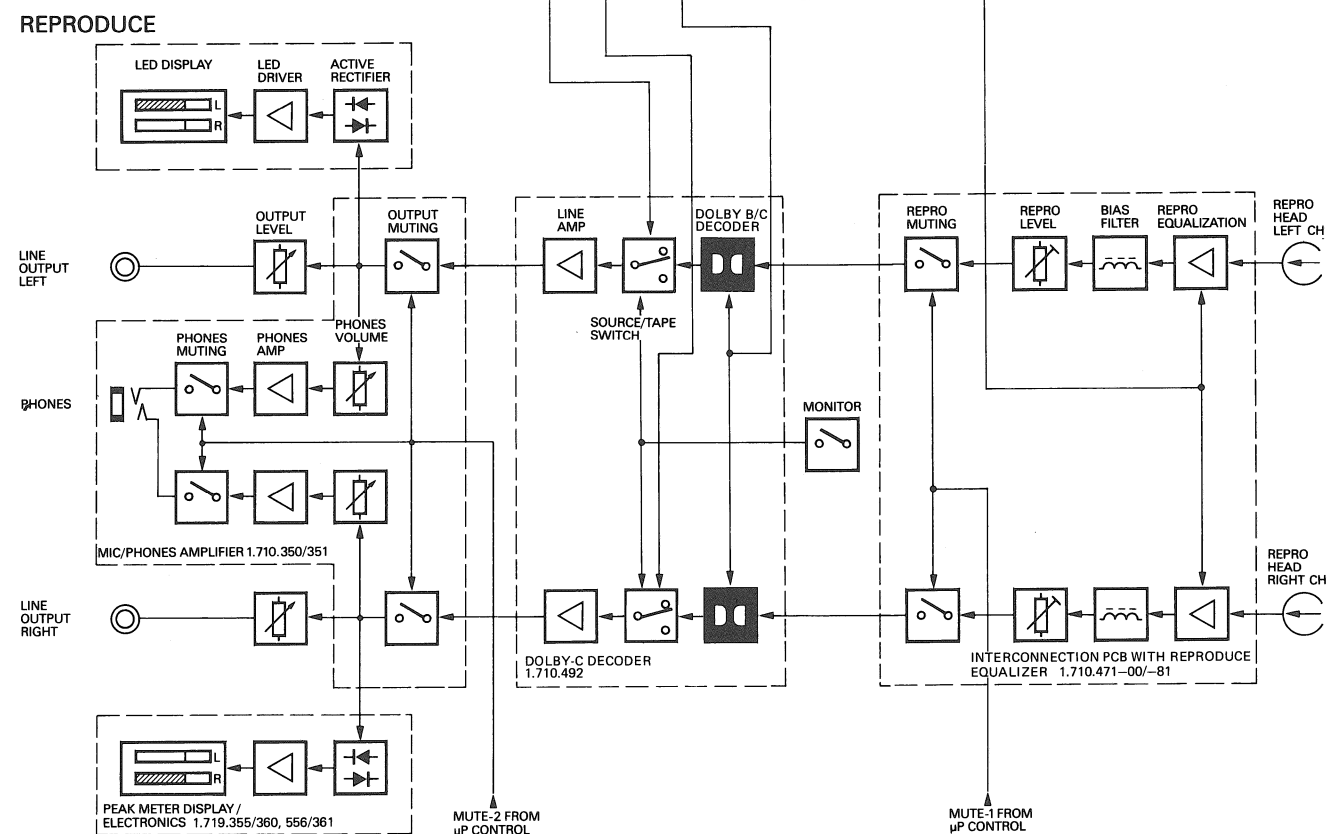 REPRODUCE
LED DISPLAY
LED
DRIVER
ACTIVE
RECTIFIER
L
R
OUTPUT
LEVEL
OUTPUT
MUTING
LINE
AMP
DOLBY B/C
DECODER
REPRO
MUTING
REPRO
LEVEL
BIAS
FILTER
REPRO
EQUALIZATION
REPRO
HEAD
LEFT CH
LINE
OUTPUT
LEFT
SOURCE/TAPE
SWITCH
PHONES
MUTING
PHONES
AMP
PHONES
VOLUME
PHONES
MONITOR
MIC/PHONES AMPLIFIER 1.710.350/351
REPRO
HEAD
RIGHT CH
LINE
OUTPUT
RIGHT
DOLBY-C DECODER
1.710.492
INTERCONNECTION PCB WITH REPRODUCE
EQUALIZER 1.710.471–00/–81
L
R
PEAK METER DISPLAY /
ELECTRONICS 1.719.355/360, 556/361
MUTE-2 FROM
µP CONTROL
MUTE-1 FROM
µP CONTROL